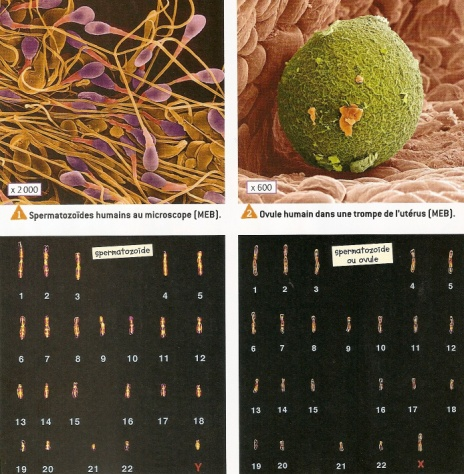 x 2 000
1 Spermatozoïdes humains au microscope (MEB).
x 600
2 Ovule humain dans une trompe de l'utérus (MEB).
spermatozoïde
1 2 3 4 5
6 7 8 9 10 11 12
13 14 15 16 17 18
19 20 21 22 Y
spermatozoïde
ou ovule
1 2 3 4 5
6 7 8 9 10 11 12
13 14 15 16 17 18
19 20 21 22 X